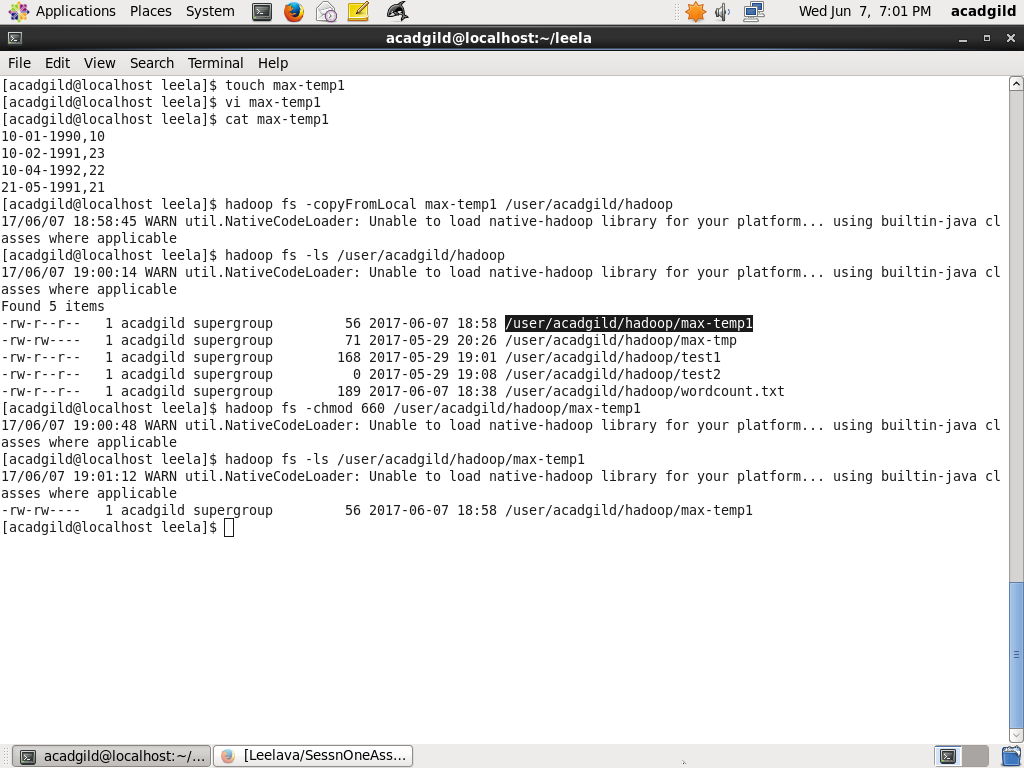 Applications Places System Wed Jun 7, 7:01 PM acadgild
acadgild@localhost:~/leela
File Edit View Search Terminal Help
[acadgild@localhost leela]$ touch max-temp1
[acadgild@localhost leela]$ vi max-temp1
[acadgild@localhost leela]$ cat max-temp1
10-01-1990,10
10-02-1991,23
10-04-1992,22
21-05-1991,21
[acadgild@localhost leela]$ hadoop fs -copyFromLocal max-temp1 /user/acadgild/hadoop
17/06/07 18:58:45 WARN util.NativeCodeLoader: Unable to load native-hadoop library for your platform... using builtin-java cl
asses where applicable
[acadgild@localhost leela]$ hadoop fs -ls /user/acadgild/hadoop
17/06/07 19:00:14 WARN util.NativeCodeLoader: Unable to load native-hadoop library for your platform... using builtin-java cl
asses where applicable
Found 5 items
-rw-r--r--   1 acadgild supergroup         56 2017-06-07 18:58 /user/acadgild/hadoop/max-temp1
-rw-rw----   1 acadgild supergroup         71 2017-05-29 20:26 /user/acadgild/hadoop/max-tmp
-rw-r--r--   1 acadgild supergroup        168 2017-05-29 19:01 /user/acadgild/hadoop/test1
-rw-r--r--   1 acadgild supergroup          0 2017-05-29 19:08 /user/acadgild/hadoop/test2
-rw-r--r--   1 acadgild supergroup        189 2017-06-07 18:38 /user/acadgild/hadoop/wordcount.txt
[acadgild@localhost leela]$ hadoop fs -chmod 660 /user/acadgild/hadoop/max-temp1
17/06/07 19:00:48 WARN util.NativeCodeLoader: Unable to load native-hadoop library for your platform... using builtin-java cl
asses where applicable
[acadgild@localhost leela]$ hadoop fs -ls /user/acadgild/hadoop/max-temp1
17/06/07 19:01:12 WARN util.NativeCodeLoader: Unable to load native-hadoop library for your platform... using builtin-java cl
asses where applicable
-rw-rw----   1 acadgild supergroup         56 2017-06-07 18:58 /user/acadgild/hadoop/max-temp1
[acadgild@localhost leela]$
acadgild@localhost:~/... [Leelava/SessnOneAss...